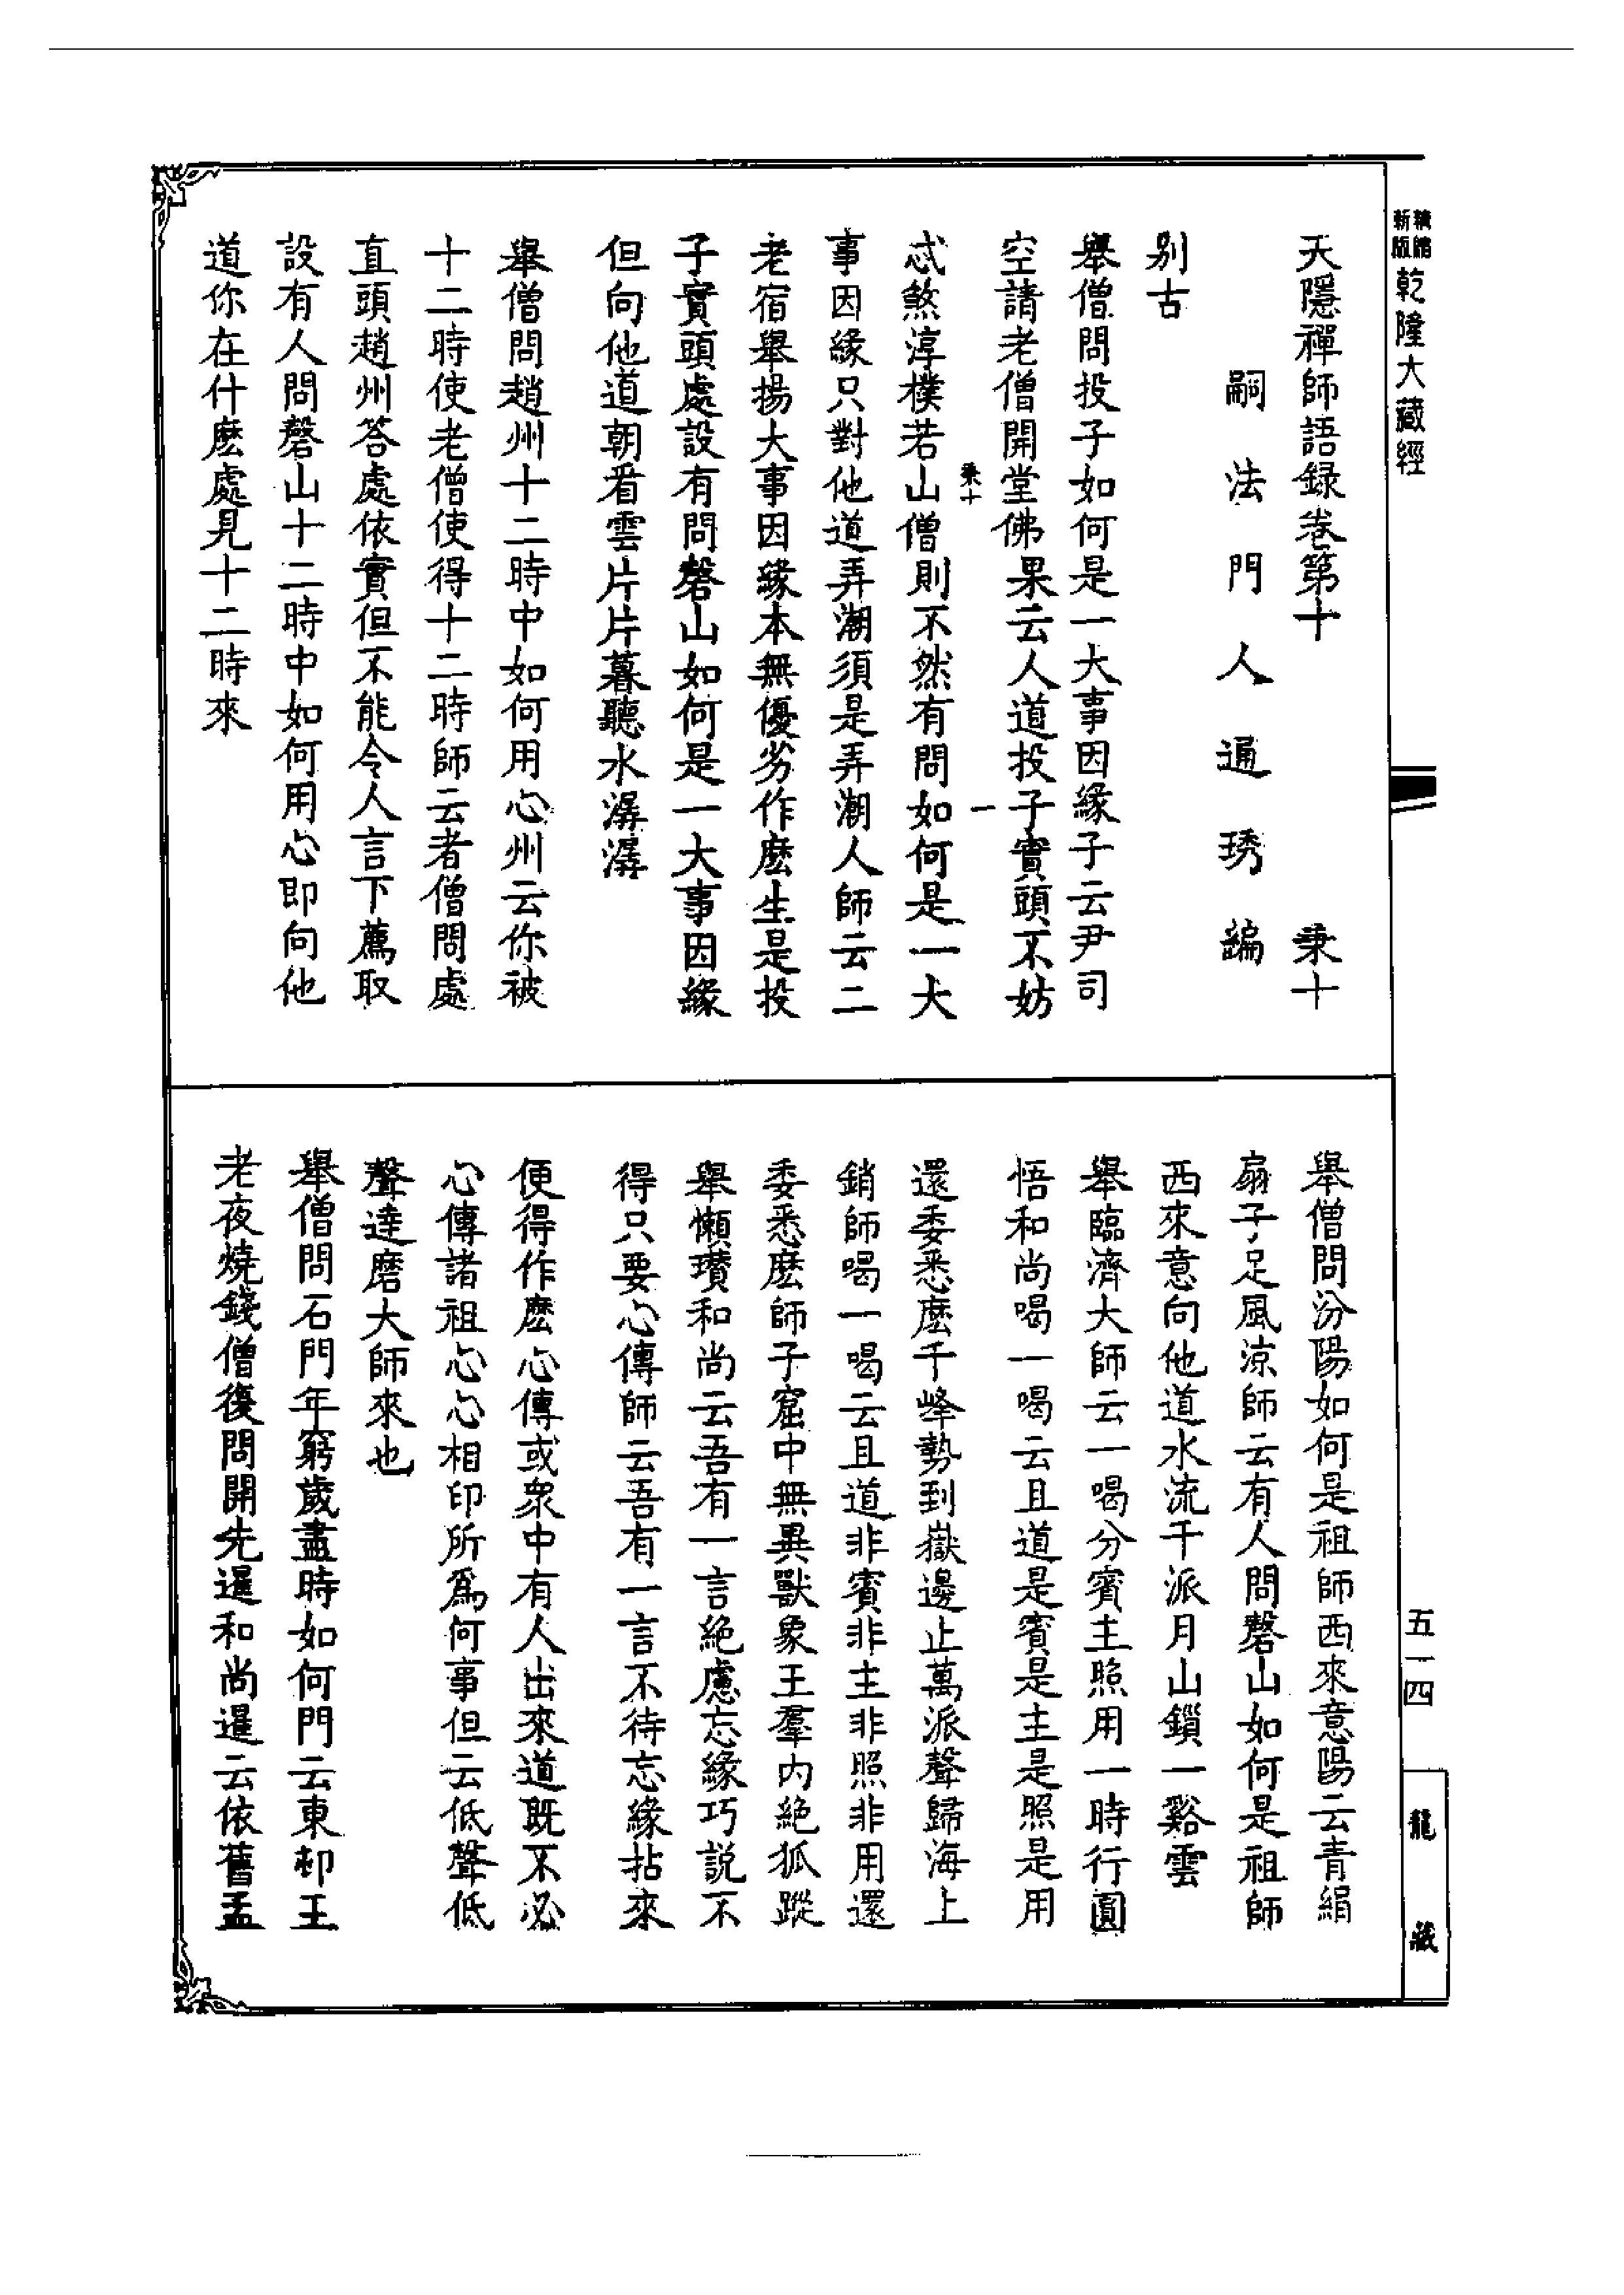 新版
精縮
乾隆大藏經
天隱禪師語録卷第十　秉十
嗣法門人通琇編
别古
舉僧問投子如何是一大事因緣子云尹司
空請老僧開堂佛果云人道投子實頭不妨
秉十
一
忒煞淳樸若山僧則不然有問如何是一大
事因緣只對他道弄潮須是弄潮人師云二
老宿舉揚大事因緣本無優劣作麽生是投
子實頭處設有問磬山如何是一大事因緣
但向他道朝看雲片片暮聽水潺潺
舉僧問趙州十二時中如何用心州云你被
十二時使老僧使得十二時師云者僧問處
直頭趙州答處依實但不能令人言下薦取
設有人問磬山十二時中如何用心即向他
道你在什麽處見十二時來
舉僧問汾陽如何是祖師西來意陽云青絹
扇子足風凉師云有人問磬山如何是祖師
西來意向他道水流千派月山鎖一谿雲
舉臨濟大師云一喝分賓主照用一時行圓
悟和尚喝一喝云且道是賓是主是照是用
還委悉麽千峰勢到嶽邊止萬派聲歸海上
銷師喝一喝云且道非賓非主非照非用還
委悉麽師子窟中無異獸象王羣内絶狐蹤
舉懶瓚和尚云吾有一言絶慮忘緣巧説不
得只要心傳師云吾有一言不待忘緣拈來
便得作麽心傳或衆中有人出來道既不必
心傳諸祖心心相印所爲何事但云低聲低
聲達磨大師來也
舉僧問石門年窮歲盡時如何門云東邨王
老夜燒錢僧復問開先暹和尚暹云依舊孟
五一四
龍藏